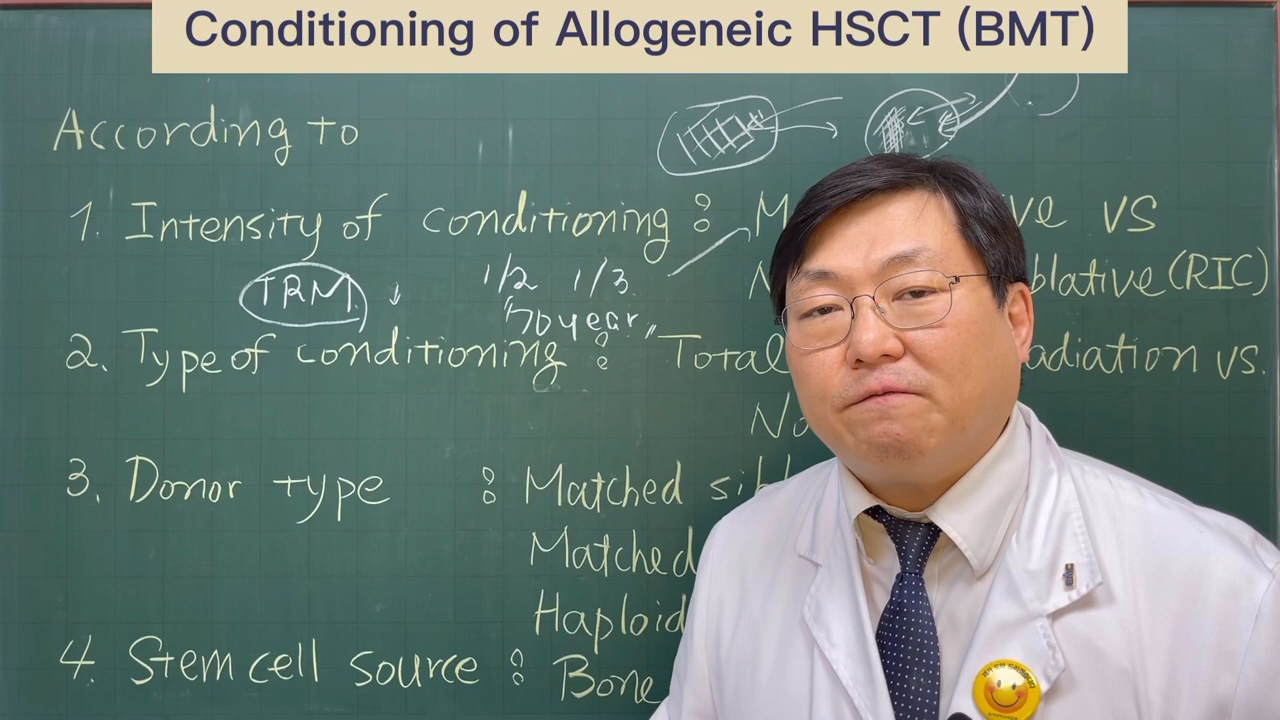 Conditioning of Allogeneic HSCT (BMT)
According to
1. Intensity of conditioning : M ive VS
TRM ↓ 1/2 1/3 N blative (RIC)
"70 year"
2. Type of conditioning : Total adiation vs.
No
3. Donor type : Matched sib
Matched
Haploid
4. Stem cell source : Bone